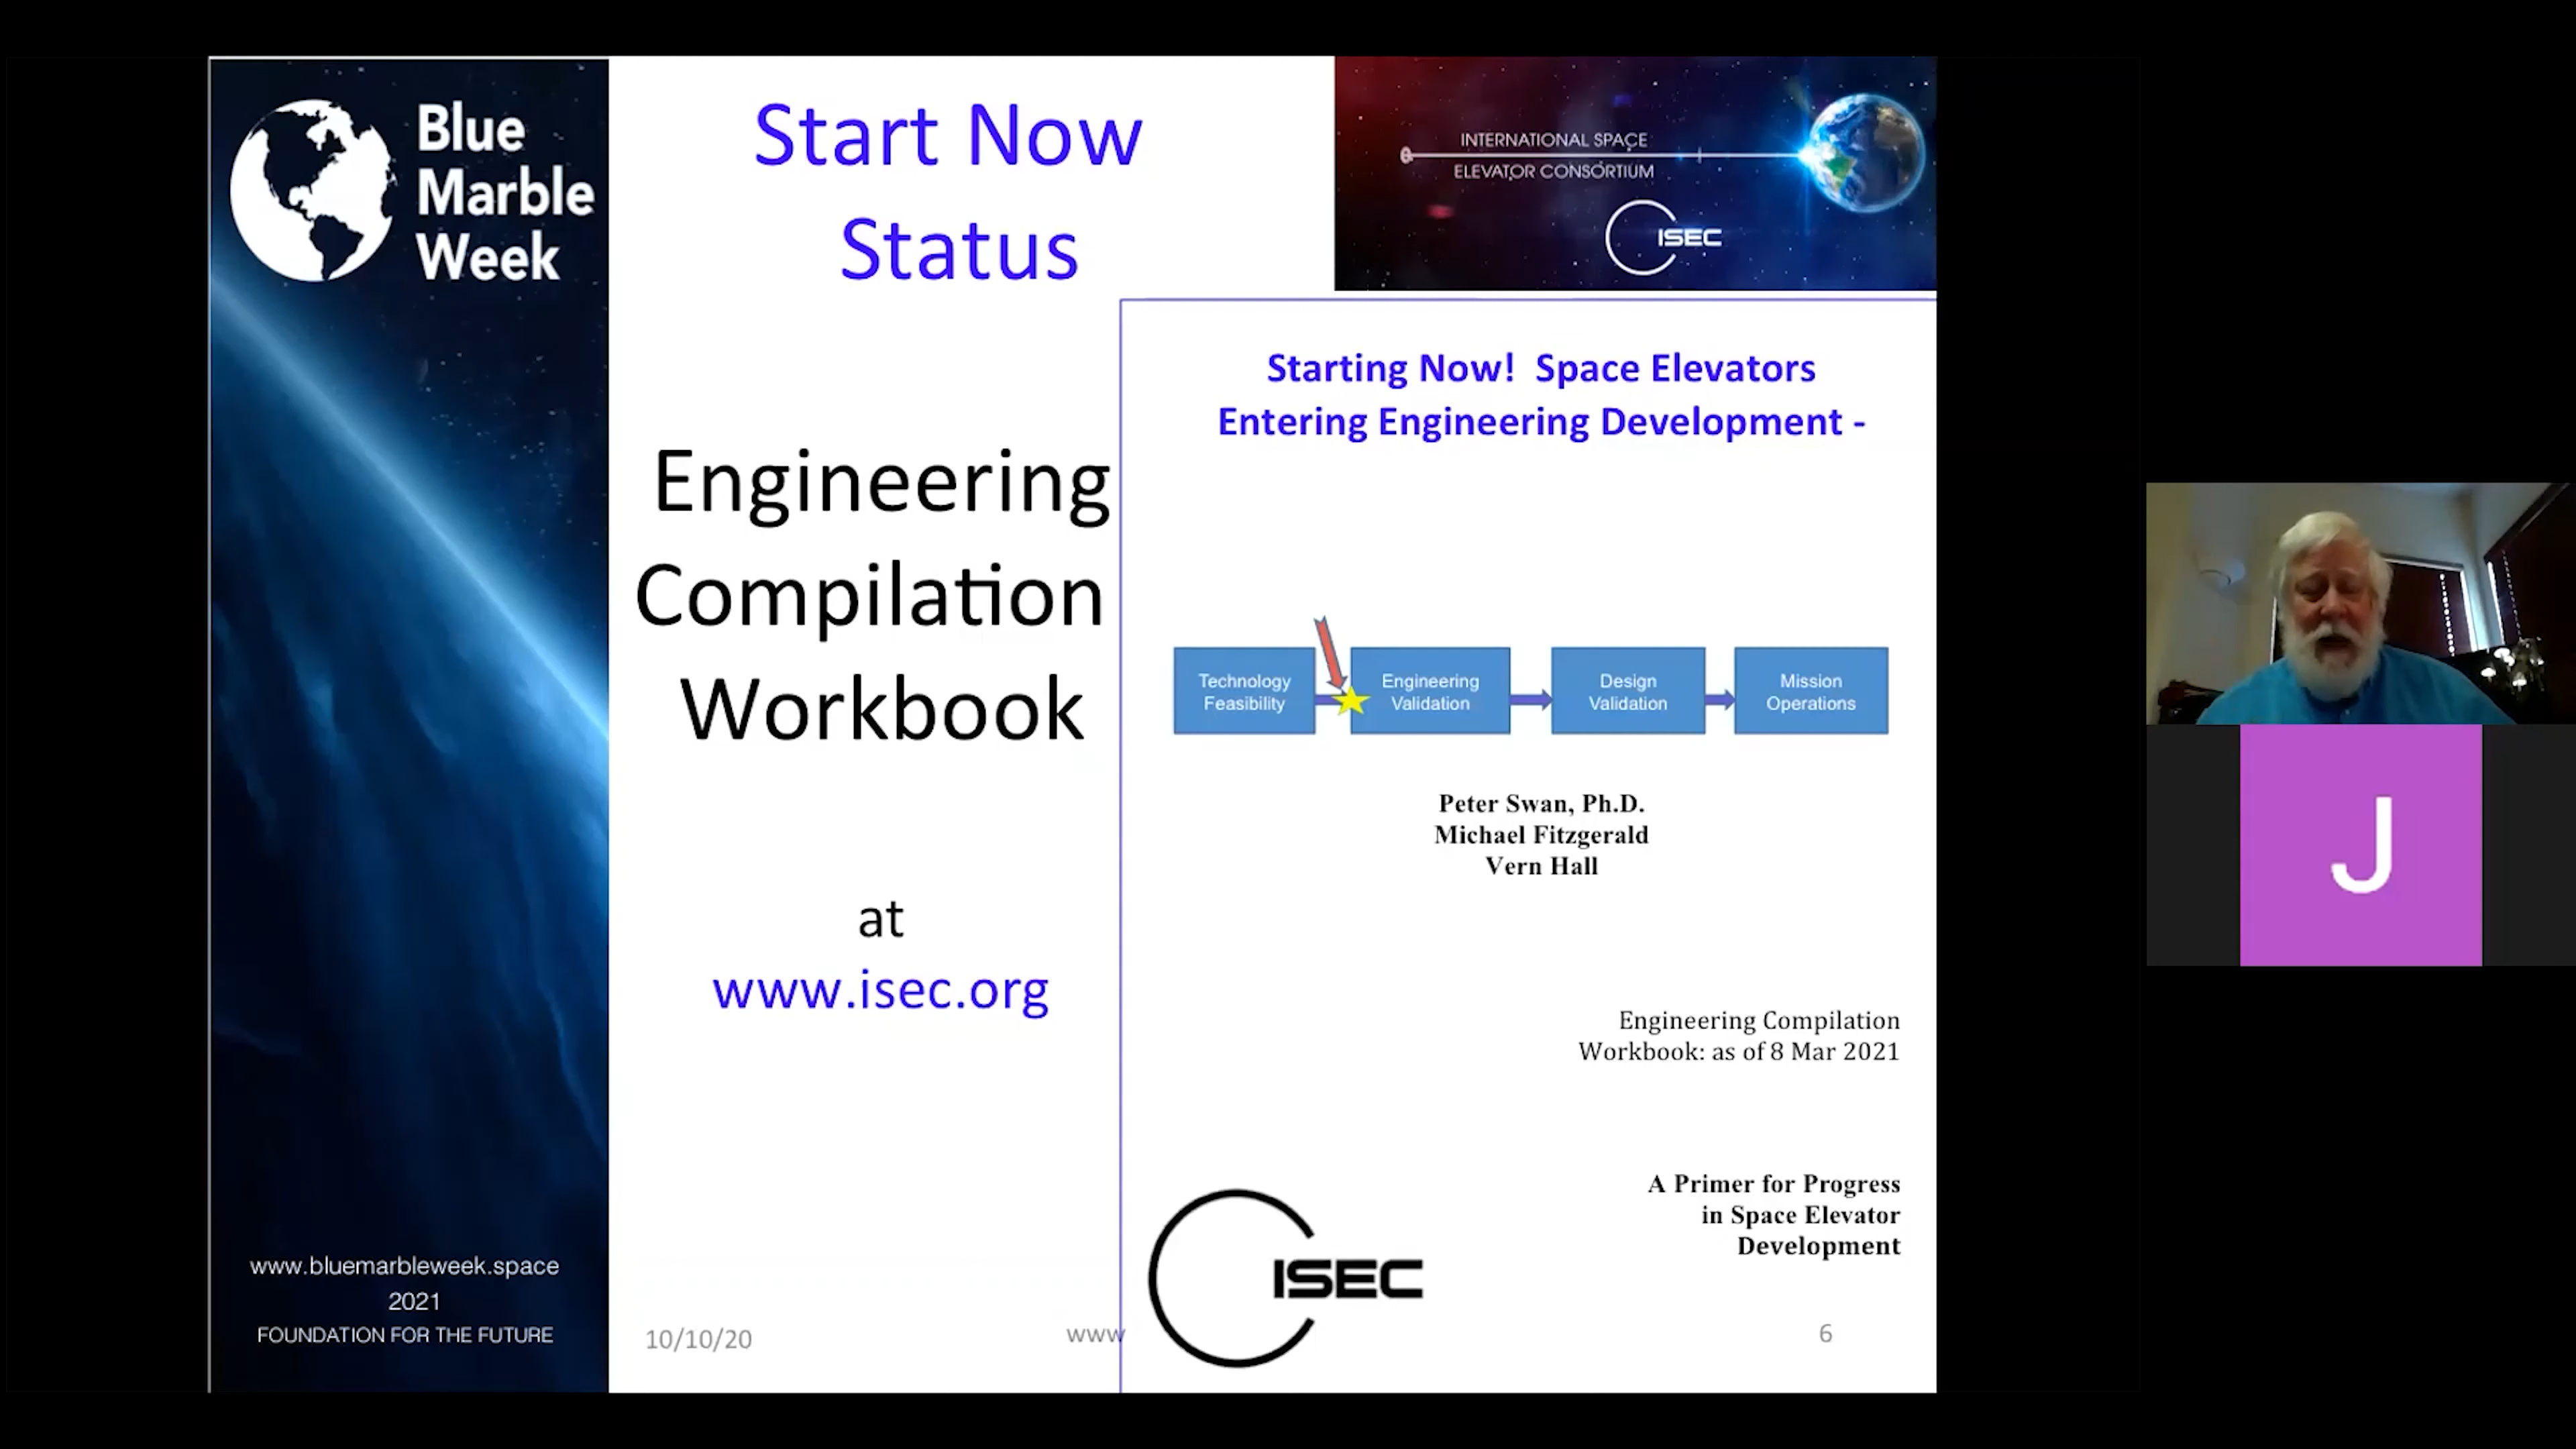 Blue
Marble
Week
Start Now
Status
INTERNATIONAL SPACE
ELEVATOR CONSORTIUM
ISEC
Engineering
Compilation
Workbook
at
www.isec.org
Starting Now!  Space Elevators
Entering Engineering Development -
Technology
Feasibility
Engineering
Validation
Design
Validation
Mission
Operations
Peter Swan, Ph.D.
Michael Fitzgerald
Vern Hall
Engineering Compilation
Workbook: as of 8 Mar 2021
A Primer for Progress
in Space Elevator
Development
ISEC
www.bluemarbleweek.space
2021
FOUNDATION FOR THE FUTURE
10/10/20
www
6
J